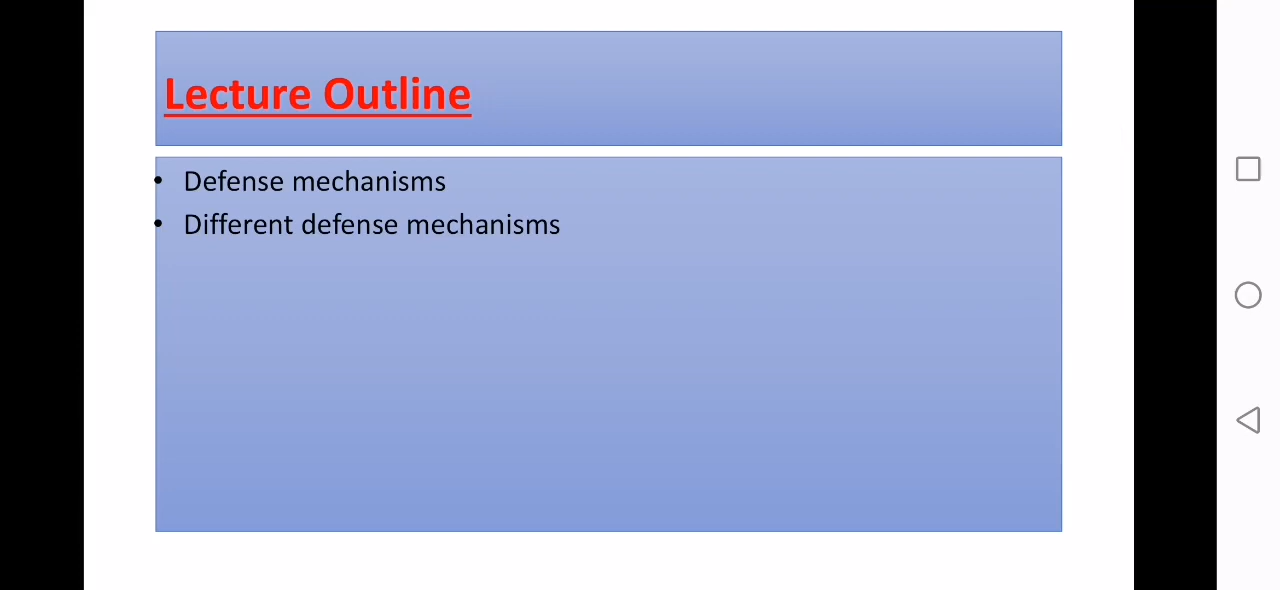 Lecture Outline
• Defense mechanisms
• Different defense mechanisms